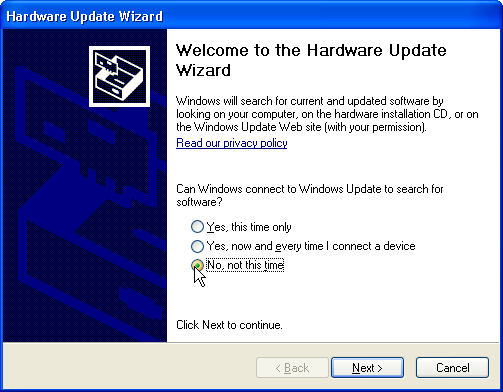 Hardware Update Wizard
Welcome to the Hardware Update
Wizard
Windows will search for current and updated software by
looking on your computer, on the hardware installation CD, or on
the Windows Update Web site (with your permission).
Read our privacy policy
Can Windows connect to Windows Update to search for
software?
Yes, this time only
Yes, now and every time I connect a device
No, not this time
Click Next to continue.
< Back
Next >
Cancel